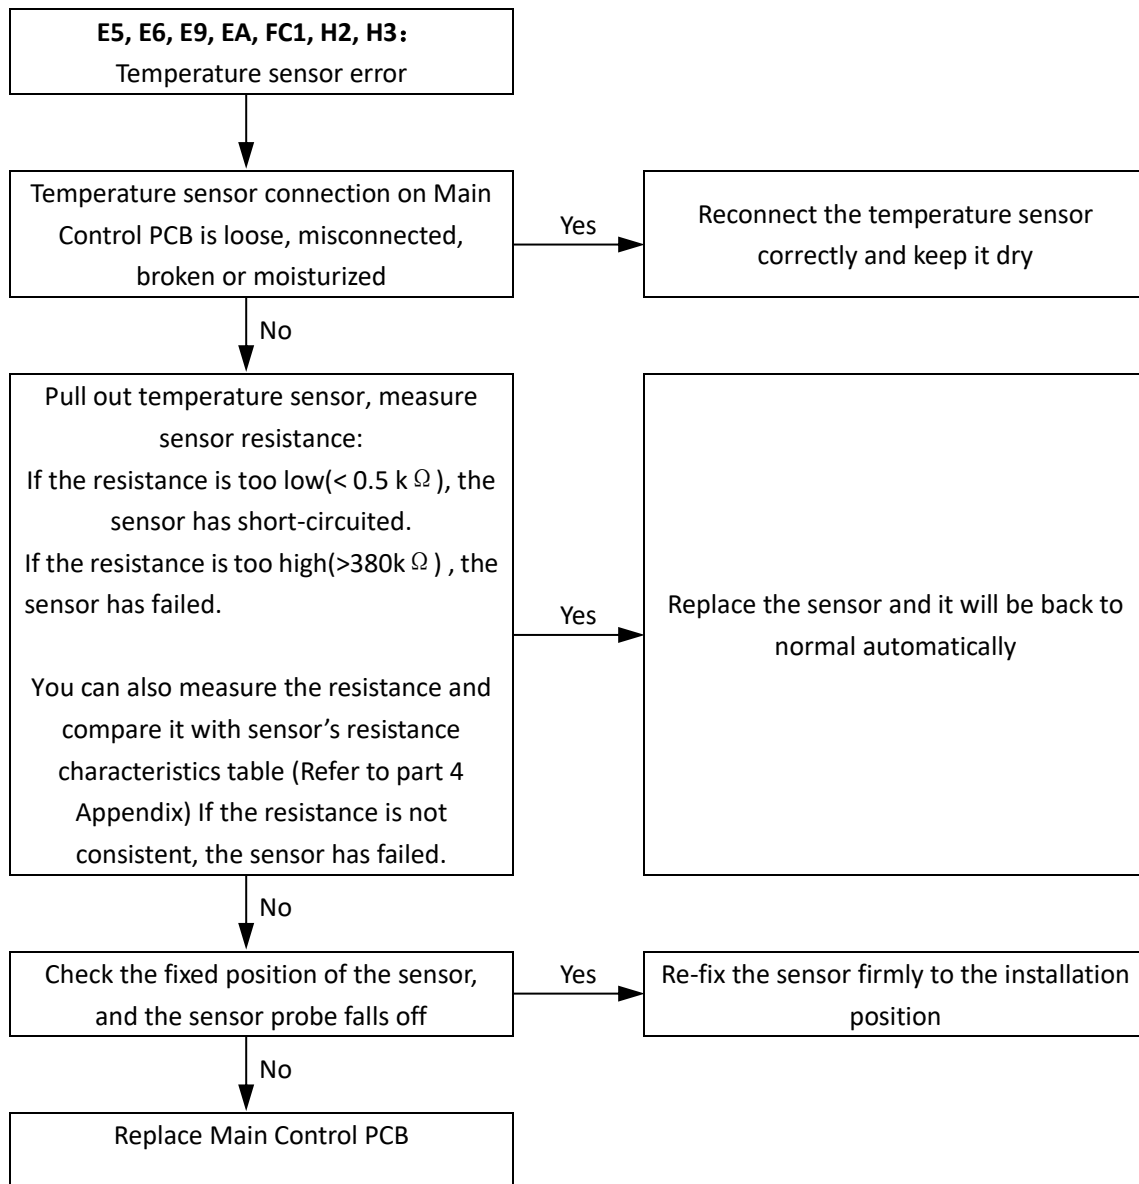 E5, E6, E9, EA, FC1, H2, H3：
Temperature sensor error
Temperature sensor connection on Main
Control PCB is loose, misconnected,
broken or moisturized
Yes
Reconnect the temperature sensor
correctly and keep it dry
No
Pull out temperature sensor, measure
sensor resistance:
If the resistance is too low(< 0.5 k Ω ), the
sensor has short-circuited.
If the resistance is too high(>380k Ω ) , the
sensor has failed.
You can also measure the resistance and
compare it with sensor’s resistance
characteristics table (Refer to part 4
Appendix) If the resistance is not
consistent, the sensor has failed.
Yes
Replace the sensor and it will be back to
normal automatically
No
Check the fixed position of the sensor,
and the sensor probe falls off
Yes
Re-fix the sensor firmly to the installation
position
No
Replace Main Control PCB